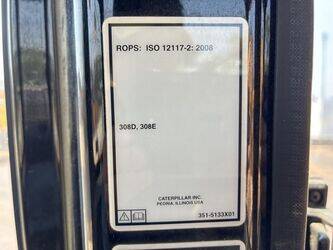 ROPS: ISO 12117-2: 2008
308D, 308E
CATERPILLAR INC.
PEORIA, ILLINOIS USA
351-5133X01